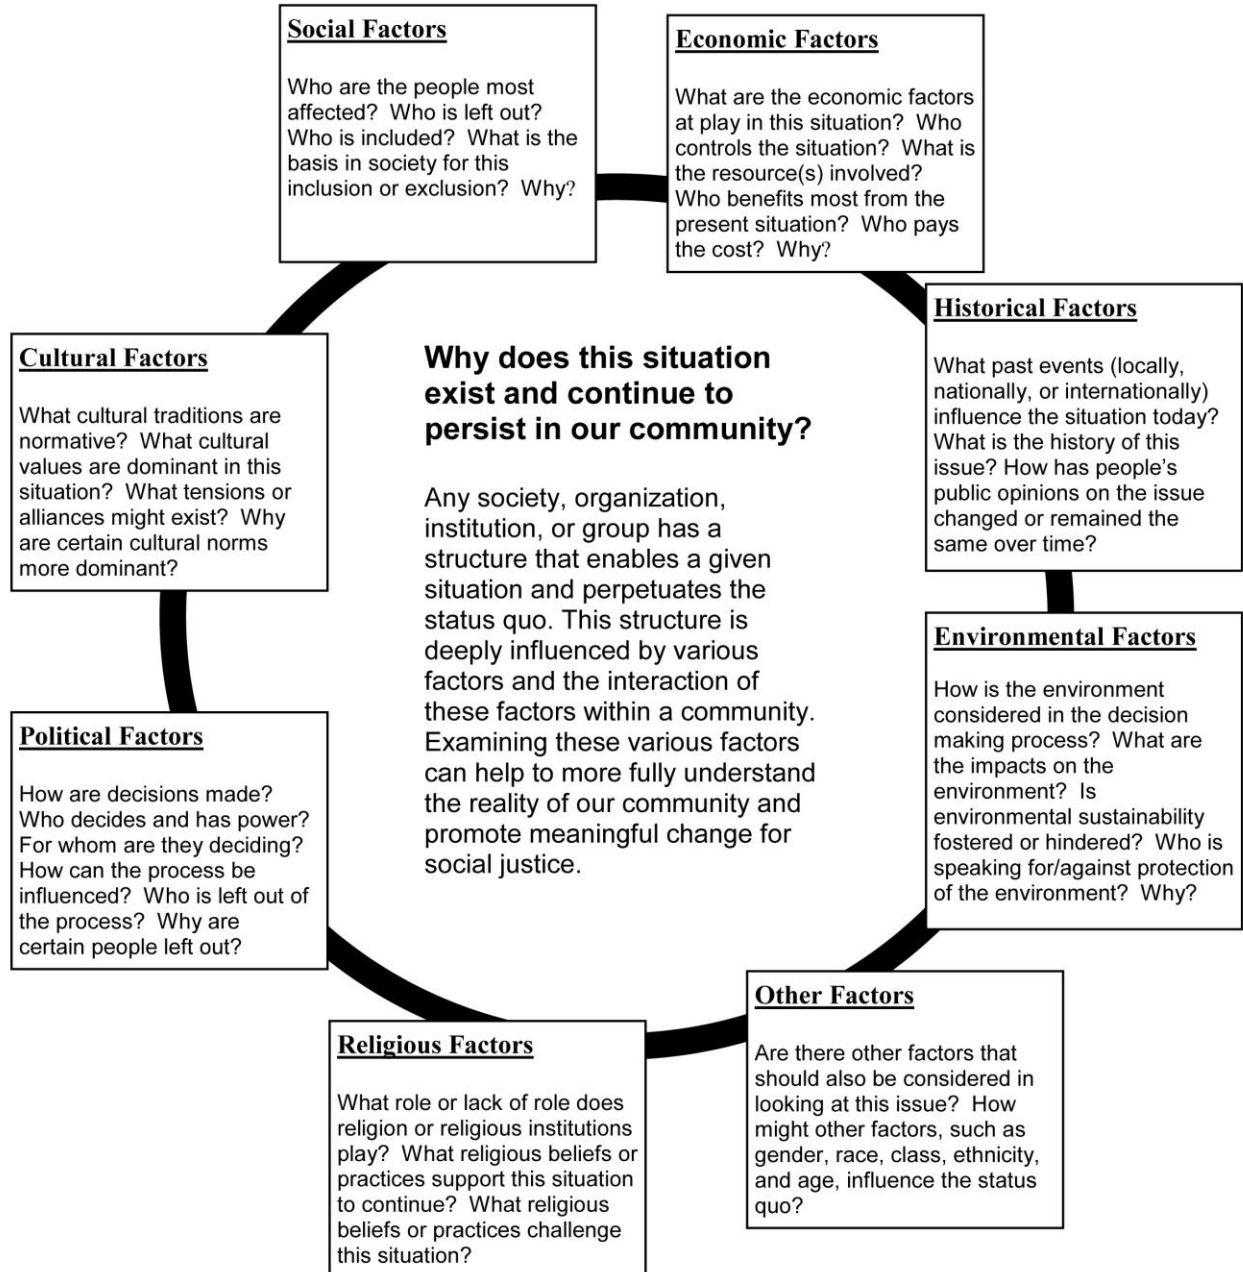 Social Factors
Who are the people most
affected? Who is left out?
Who is included? What is the
basis in society for this
inclusion or exclusion? Why?
Economic Factors
What are the economic factors
at play in this situation? Who
controls the situation? What is
the resource(s) involved?
Who benefits most from the
present situation? Who pays
the cost? Why?
Historical Factors
What past events (locally,
nationally, or internationally)
influence the situation today?
What is the history of this
issue? How has people’s
public opinions on the issue
changed or remained the
same over time?
Cultural Factors
What cultural traditions are
normative? What cultural
values are dominant in this
situation? What tensions or
alliances might exist? Why
are certain cultural norms
more dominant?
Why does this situation
exist and continue to
persist in our community?
Any society, organization,
institution, or group has a
structure that enables a given
situation and perpetuates the
status quo. This structure is
deeply influenced by various
factors and the interaction of
these factors within a community.
Examining these various factors
can help to more fully understand
the reality of our community and
promote meaningful change for
social justice.
Environmental Factors
How is the environment
considered in the decision
making process? What are
the impacts on the
environment? Is
environmental sustainability
fostered or hindered? Who is
speaking for/against protection
of the environment? Why?
Political Factors
How are decisions made?
Who decides and has power?
For whom are they deciding?
How can the process be
influenced? Who is left out of
the process? Why are
certain people left out?
Other Factors
Are there other factors that
should also be considered in
looking at this issue? How
might other factors, such as
gender, race, class, ethnicity,
and age, influence the status
quo?
Religious Factors
What role or lack of role does
religion or religious institutions
play? What religious beliefs or
practices support this situation
to continue? What religious
beliefs or practices challenge
this situation?